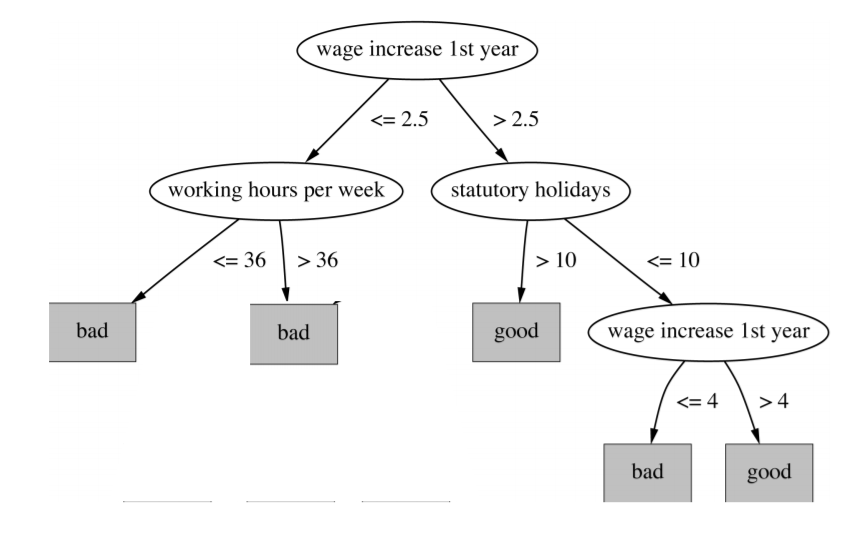 wage increase 1st year
<= 2.5 > 2.5
working hours per week statutory holidays
<= 36 > 36 > 10 <= 10
bad bad good wage increase 1st year
<= 4 > 4
bad good